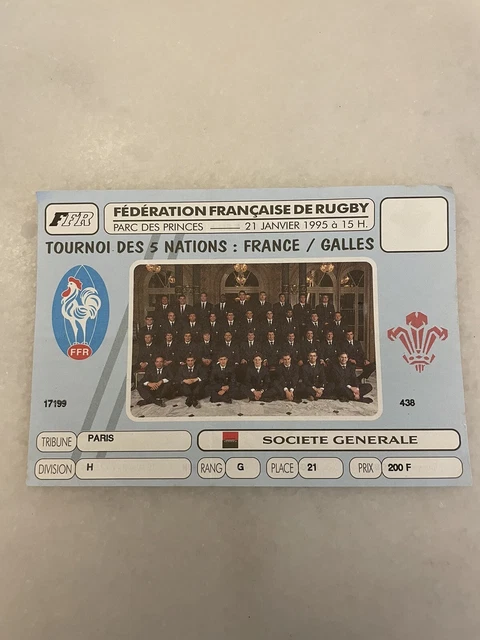 FFR
FÉDÉRATION FRANÇAISE DE RUGBY
PARC DES PRINCES —— 21 JANVIER 1995 à 15 H.
TOURNOI DES 5 NATIONS : FRANCE / GALLES
FFR
17199
438
TRIBUNE PARIS
SOCIETE GENERALE
DIVISION H RANG G PLACE 21 PRIX 200 F